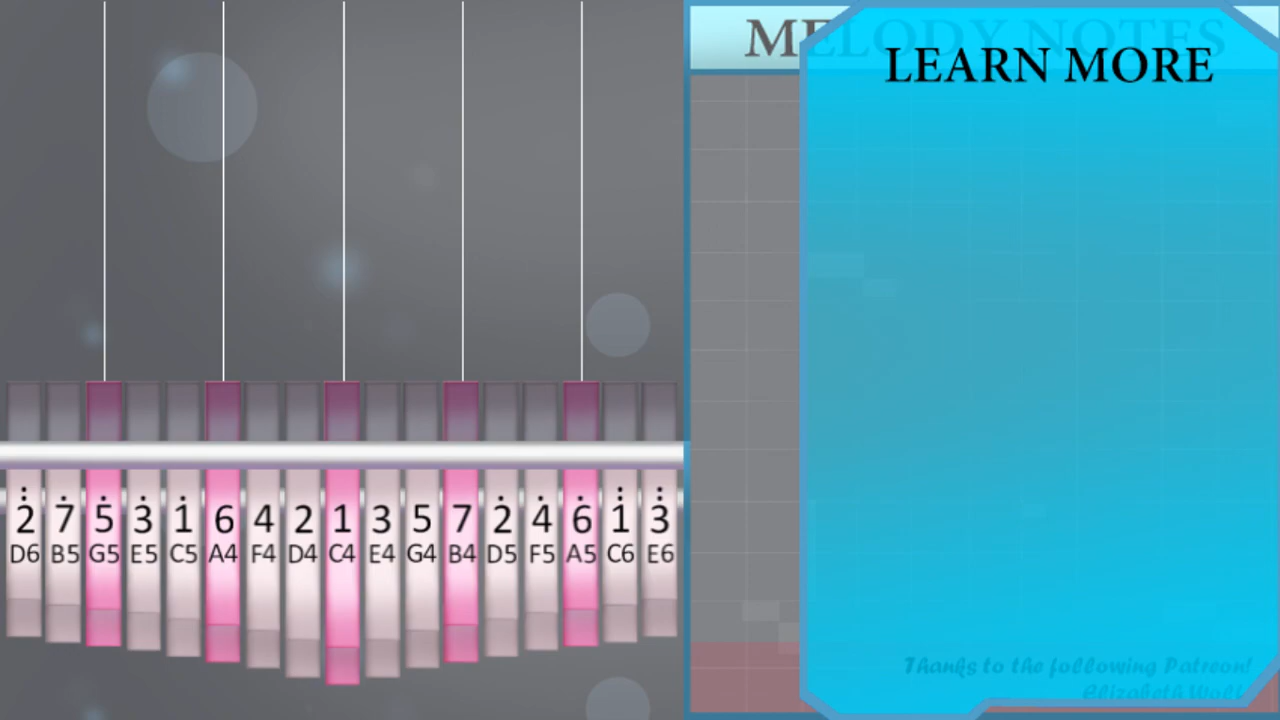 MELODY NOTES
LEARN MORE
2 7 5 3 1 6 4 2 1 3 5 7 2 4 6 1 3
D6 B5 G5 E5 C5 A4 F4 D4 C4 E4 G4 B4 D5 F5 A5 C6 E6
Thanks to the following Patreon!
Elizabeth